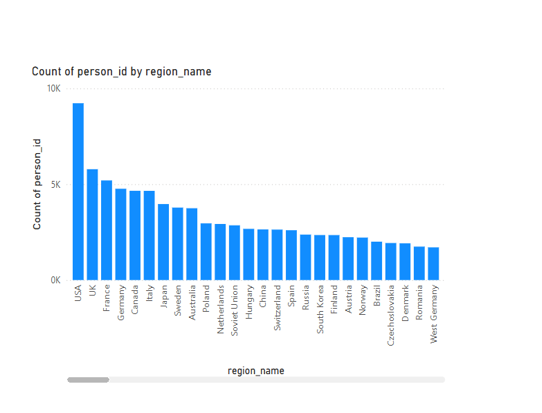 Count of person_id by region_name
10K
5K
0K
Count of person_id
USA
UK
France
Germany
Canada
Italy
Japan
Sweden
Australia
Poland
Netherlands
Soviet Union
Hungary
China
Switzerland
Spain
Russia
South Korea
Finland
Austria
Norway
Brazil
Czechoslovakia
Denmark
Romania
West Germany
region_name